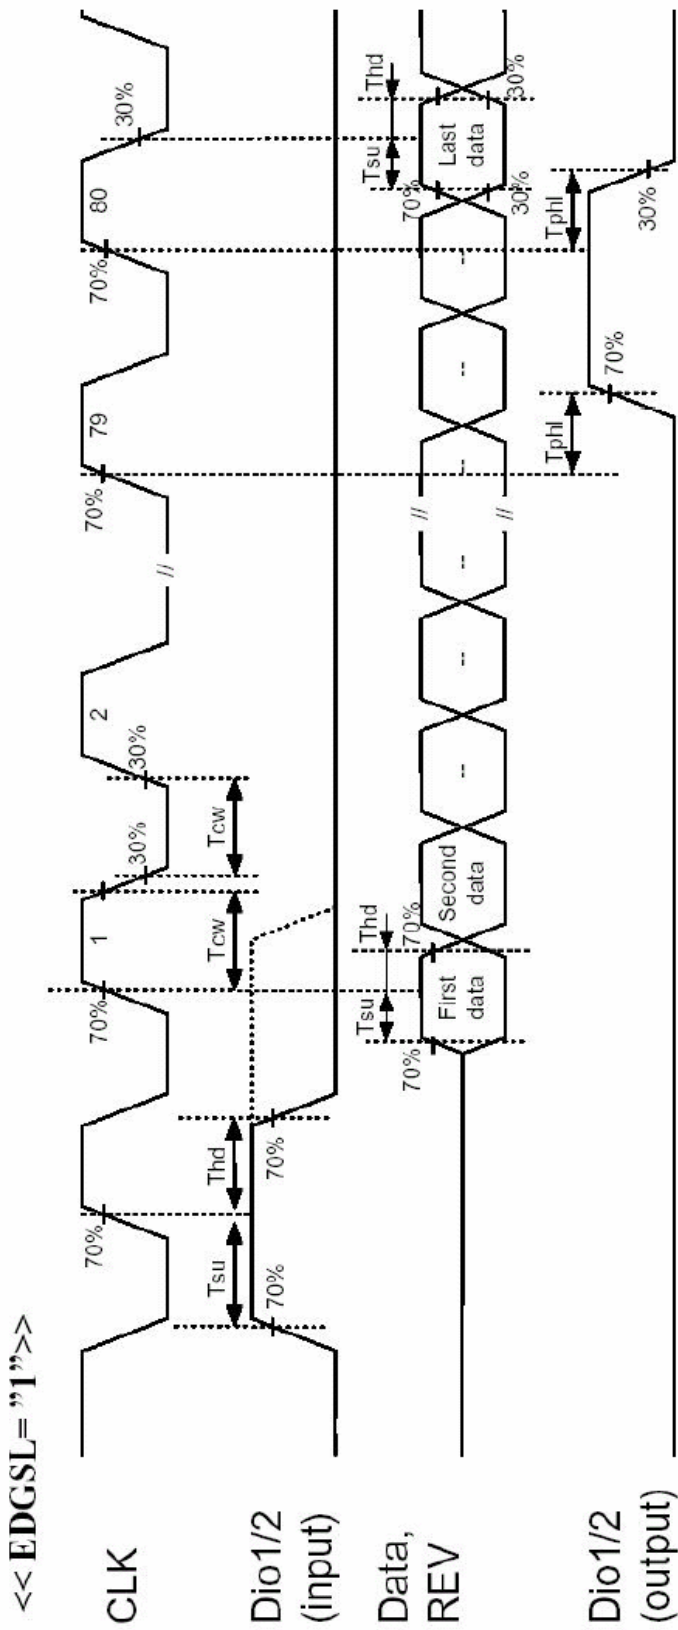 << EDGSL= ”1”>>
CLK
70%
70%
1
30%
30%
2
//
70%
79
70%
80
30%
Dio1/2
(input)
Tsu
Thd
TCW
TCW
70%
70%
Data,
REV
Tsu
Thd
Tsu
Thd
70%
70%
70%
//
//
First
data
Second
data
--
--
--
--
--
--
Last
data
30%
30%
Dio1/2
(output)
Tphl
Tphl
70%
30%